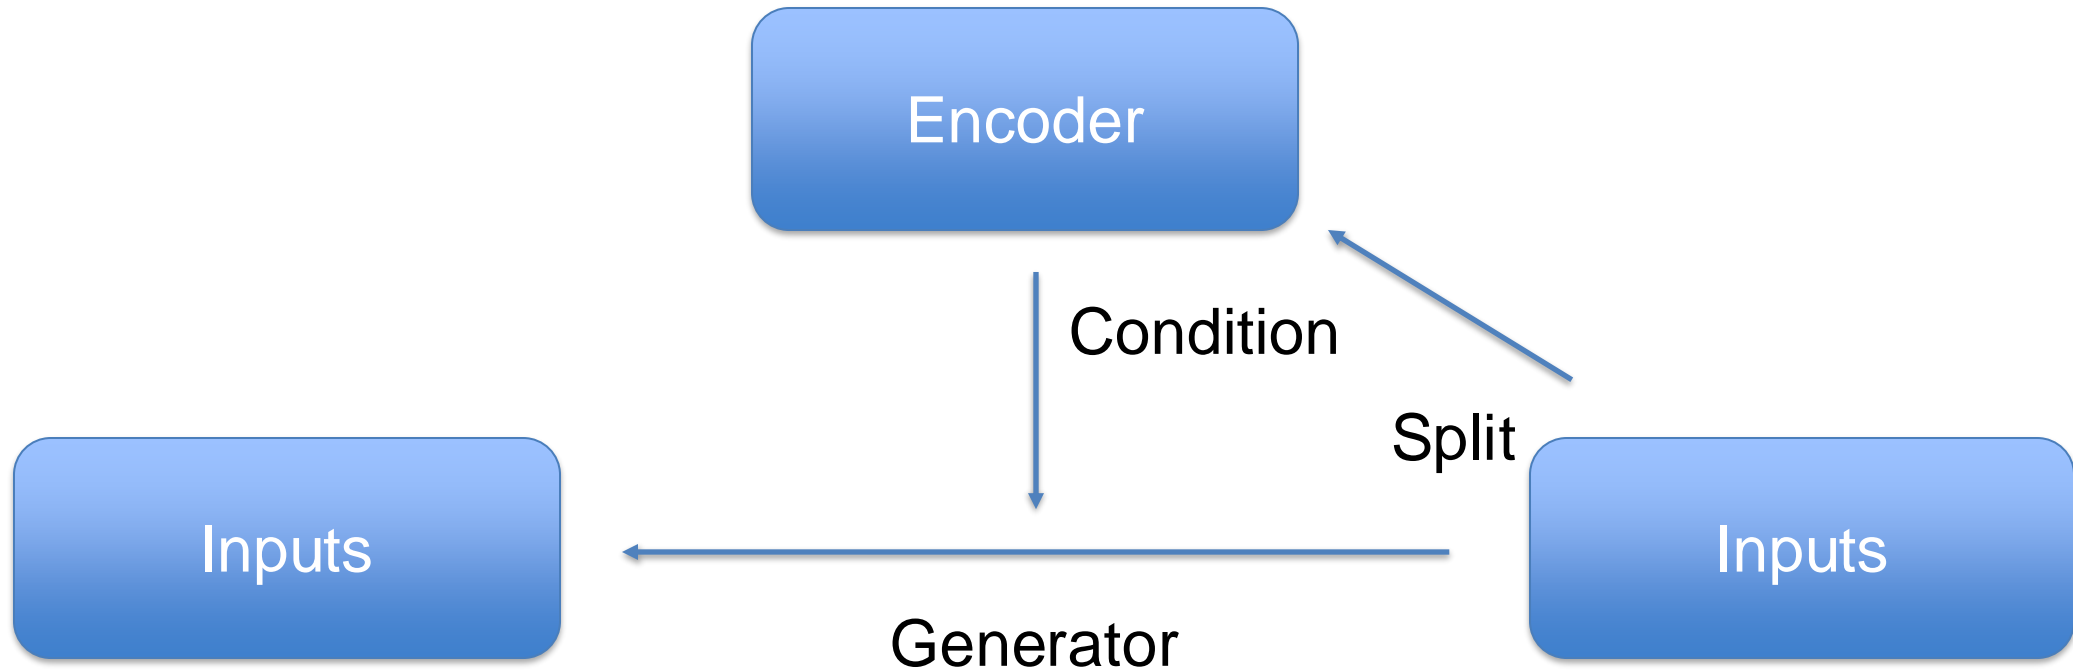 Encoder
Condition
Split
Inputs
Inputs
Generator